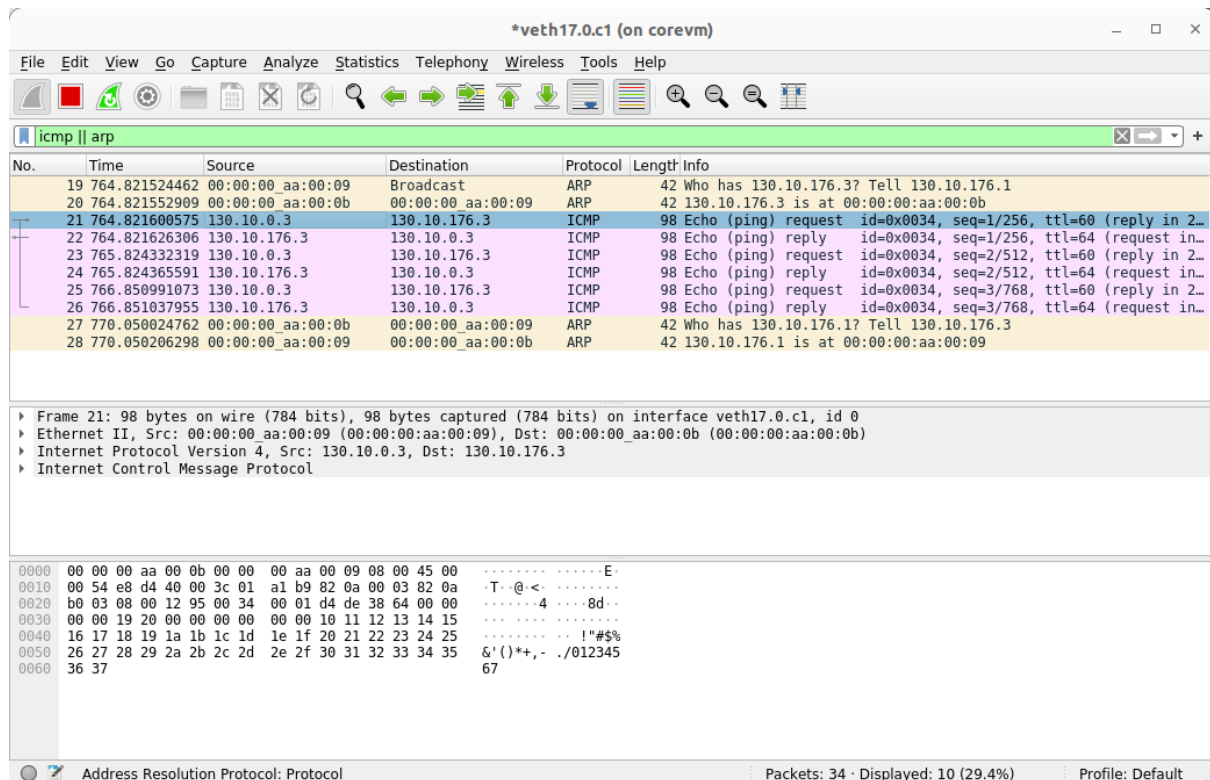 *veth17.0.c1 (on corevm)
File Edit View Go Capture Analyze Statistics Telephony Wireless Tools Help
icmp || arp
No. Time Source Destination Protocol Length Info
19 764.821524462 00:00:00_aa:00:09 Broadcast ARP 42 Who has 130.10.176.3? Tell 130.10.176.1
20 764.821552909 00:00:00_aa:00:0b 00:00:00_aa:00:09 ARP 42 130.10.176.3 is at 00:00:00:aa:00:0b
21 764.821600575 130.10.0.3 130.10.176.3 ICMP 98 Echo (ping) request id=0x0034, seq=1/256, ttl=60 (reply in 2…
22 764.821626306 130.10.176.3 130.10.0.3 ICMP 98 Echo (ping) reply id=0x0034, seq=1/256, ttl=64 (request in…
23 765.824332319 130.10.0.3 130.10.176.3 ICMP 98 Echo (ping) request id=0x0034, seq=2/512, ttl=60 (reply in 2…
24 765.824365591 130.10.176.3 130.10.0.3 ICMP 98 Echo (ping) reply id=0x0034, seq=2/512, ttl=64 (request in…
25 766.850991073 130.10.0.3 130.10.176.3 ICMP 98 Echo (ping) request id=0x0034, seq=3/768, ttl=60 (reply in 2…
26 766.851037955 130.10.176.3 130.10.0.3 ICMP 98 Echo (ping) reply id=0x0034, seq=3/768, ttl=64 (request in…
27 770.050024762 00:00:00_aa:00:0b 00:00:00_aa:00:09 ARP 42 Who has 130.10.176.1? Tell 130.10.176.3
28 770.050206298 00:00:00_aa:00:09 00:00:00_aa:00:0b ARP 42 130.10.176.1 is at 00:00:00:aa:00:09
Frame 21: 98 bytes on wire (784 bits), 98 bytes captured (784 bits) on interface veth17.0.c1, id 0
Ethernet II, Src: 00:00:00_aa:00:09 (00:00:00:aa:00:09), Dst: 00:00:00_aa:00:0b (00:00:00:aa:00:0b)
Internet Protocol Version 4, Src: 130.10.0.3, Dst: 130.10.176.3
Internet Control Message Protocol
0000 00 00 00 aa 00 0b 00 00 00 aa 00 09 08 00 45 00 ········ ······E·
0010 00 54 e8 d4 40 00 3c 01 a1 b9 82 0a 00 03 82 0a ·T··@·<· ········
0020 b0 03 08 00 12 95 00 34 00 01 d4 de 38 64 00 00 ·······4 ····8d··
0030 00 00 19 20 00 00 00 00 00 00 10 11 12 13 14 15 ··· ···· ········
0040 16 17 18 19 1a 1b 1c 1d 1e 1f 20 21 22 23 24 25 ········ ·· !"#$%
0050 26 27 28 29 2a 2b 2c 2d 2e 2f 30 31 32 33 34 35 &'()*+,- ./012345
0060 36 37 67
Address Resolution Protocol: Protocol Packets: 34 · Displayed: 10 (29.4%) Profile: Default